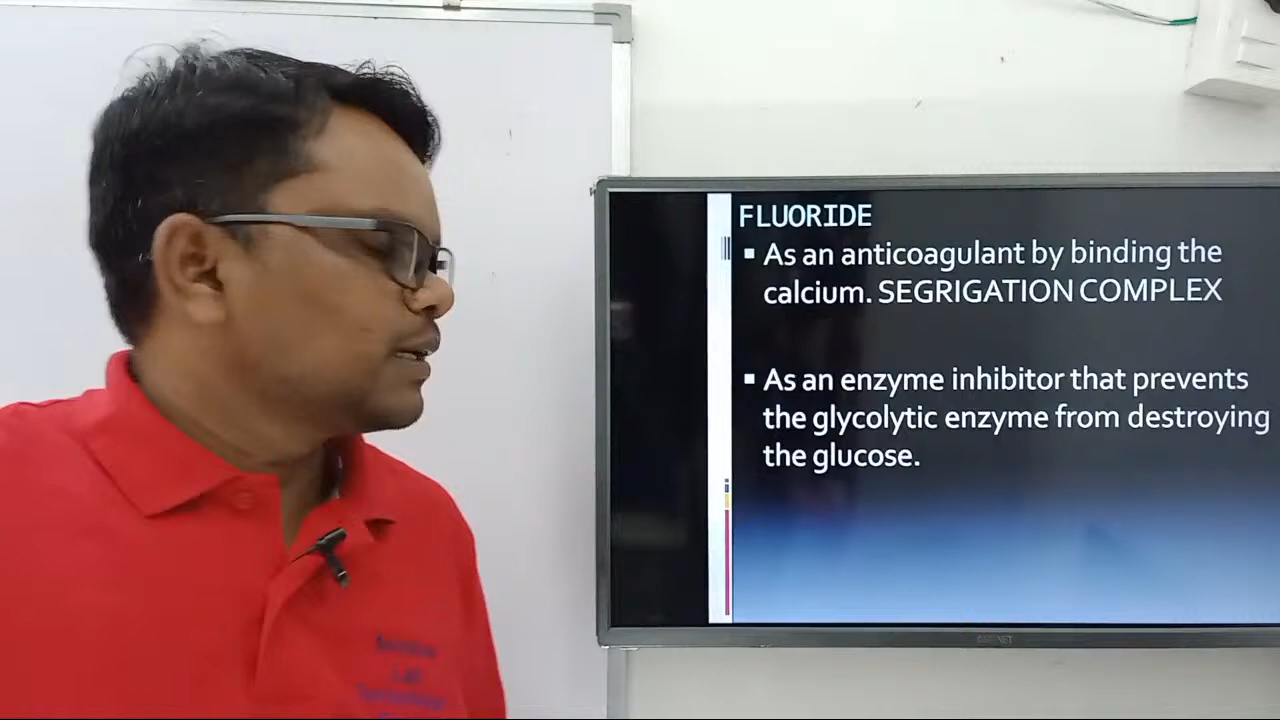 FLUORIDE
▪ As an anticoagulant by binding the
calcium. SEGRIGATION COMPLEX
▪ As an enzyme inhibitor that prevents
the glycolytic enzyme from destroying
the glucose.